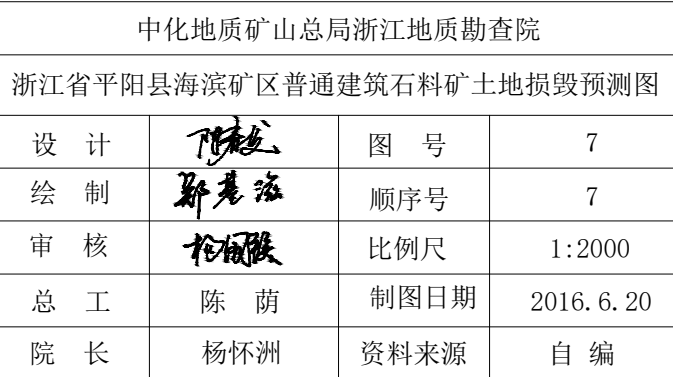 中化地质矿山总局浙江地质勘查院
浙江省平阳县海滨矿区普通建筑石料矿土地损毁预测图
设 计 图 号 7
绘 制 郑基滋 顺序号 7
审 核 比例尺 1:2000
总 工 陈 荫 制图日期 2016.6.20
院 长 杨怀洲 资料来源 自 编